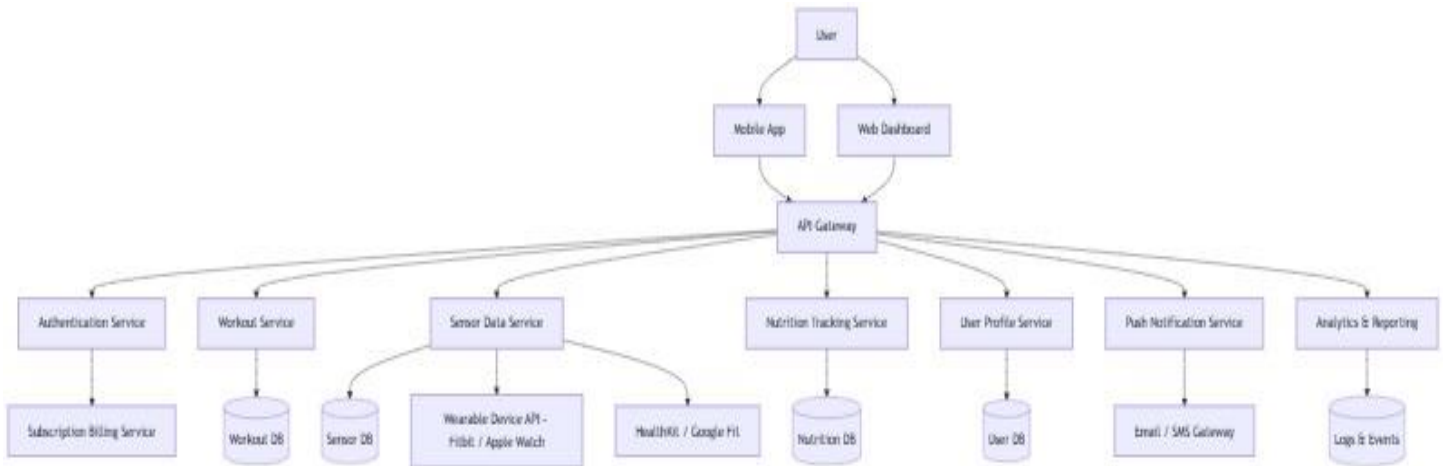 User
Mobile App
Web Dashboard
API Gateway
Authentication Service
Workout Service
Sensor Data Service
Nutrition Tracking Service
User Profile Service
Push Notification Service
Analytics & Reporting
Subscription Billing Service
Workout DB
Sensor DB
Wearable Device API -
Fitbit / Apple Watch
HealthKit / Google Fit
Nutrition DB
User DB
Email / SMS Gateway
Logs & Events